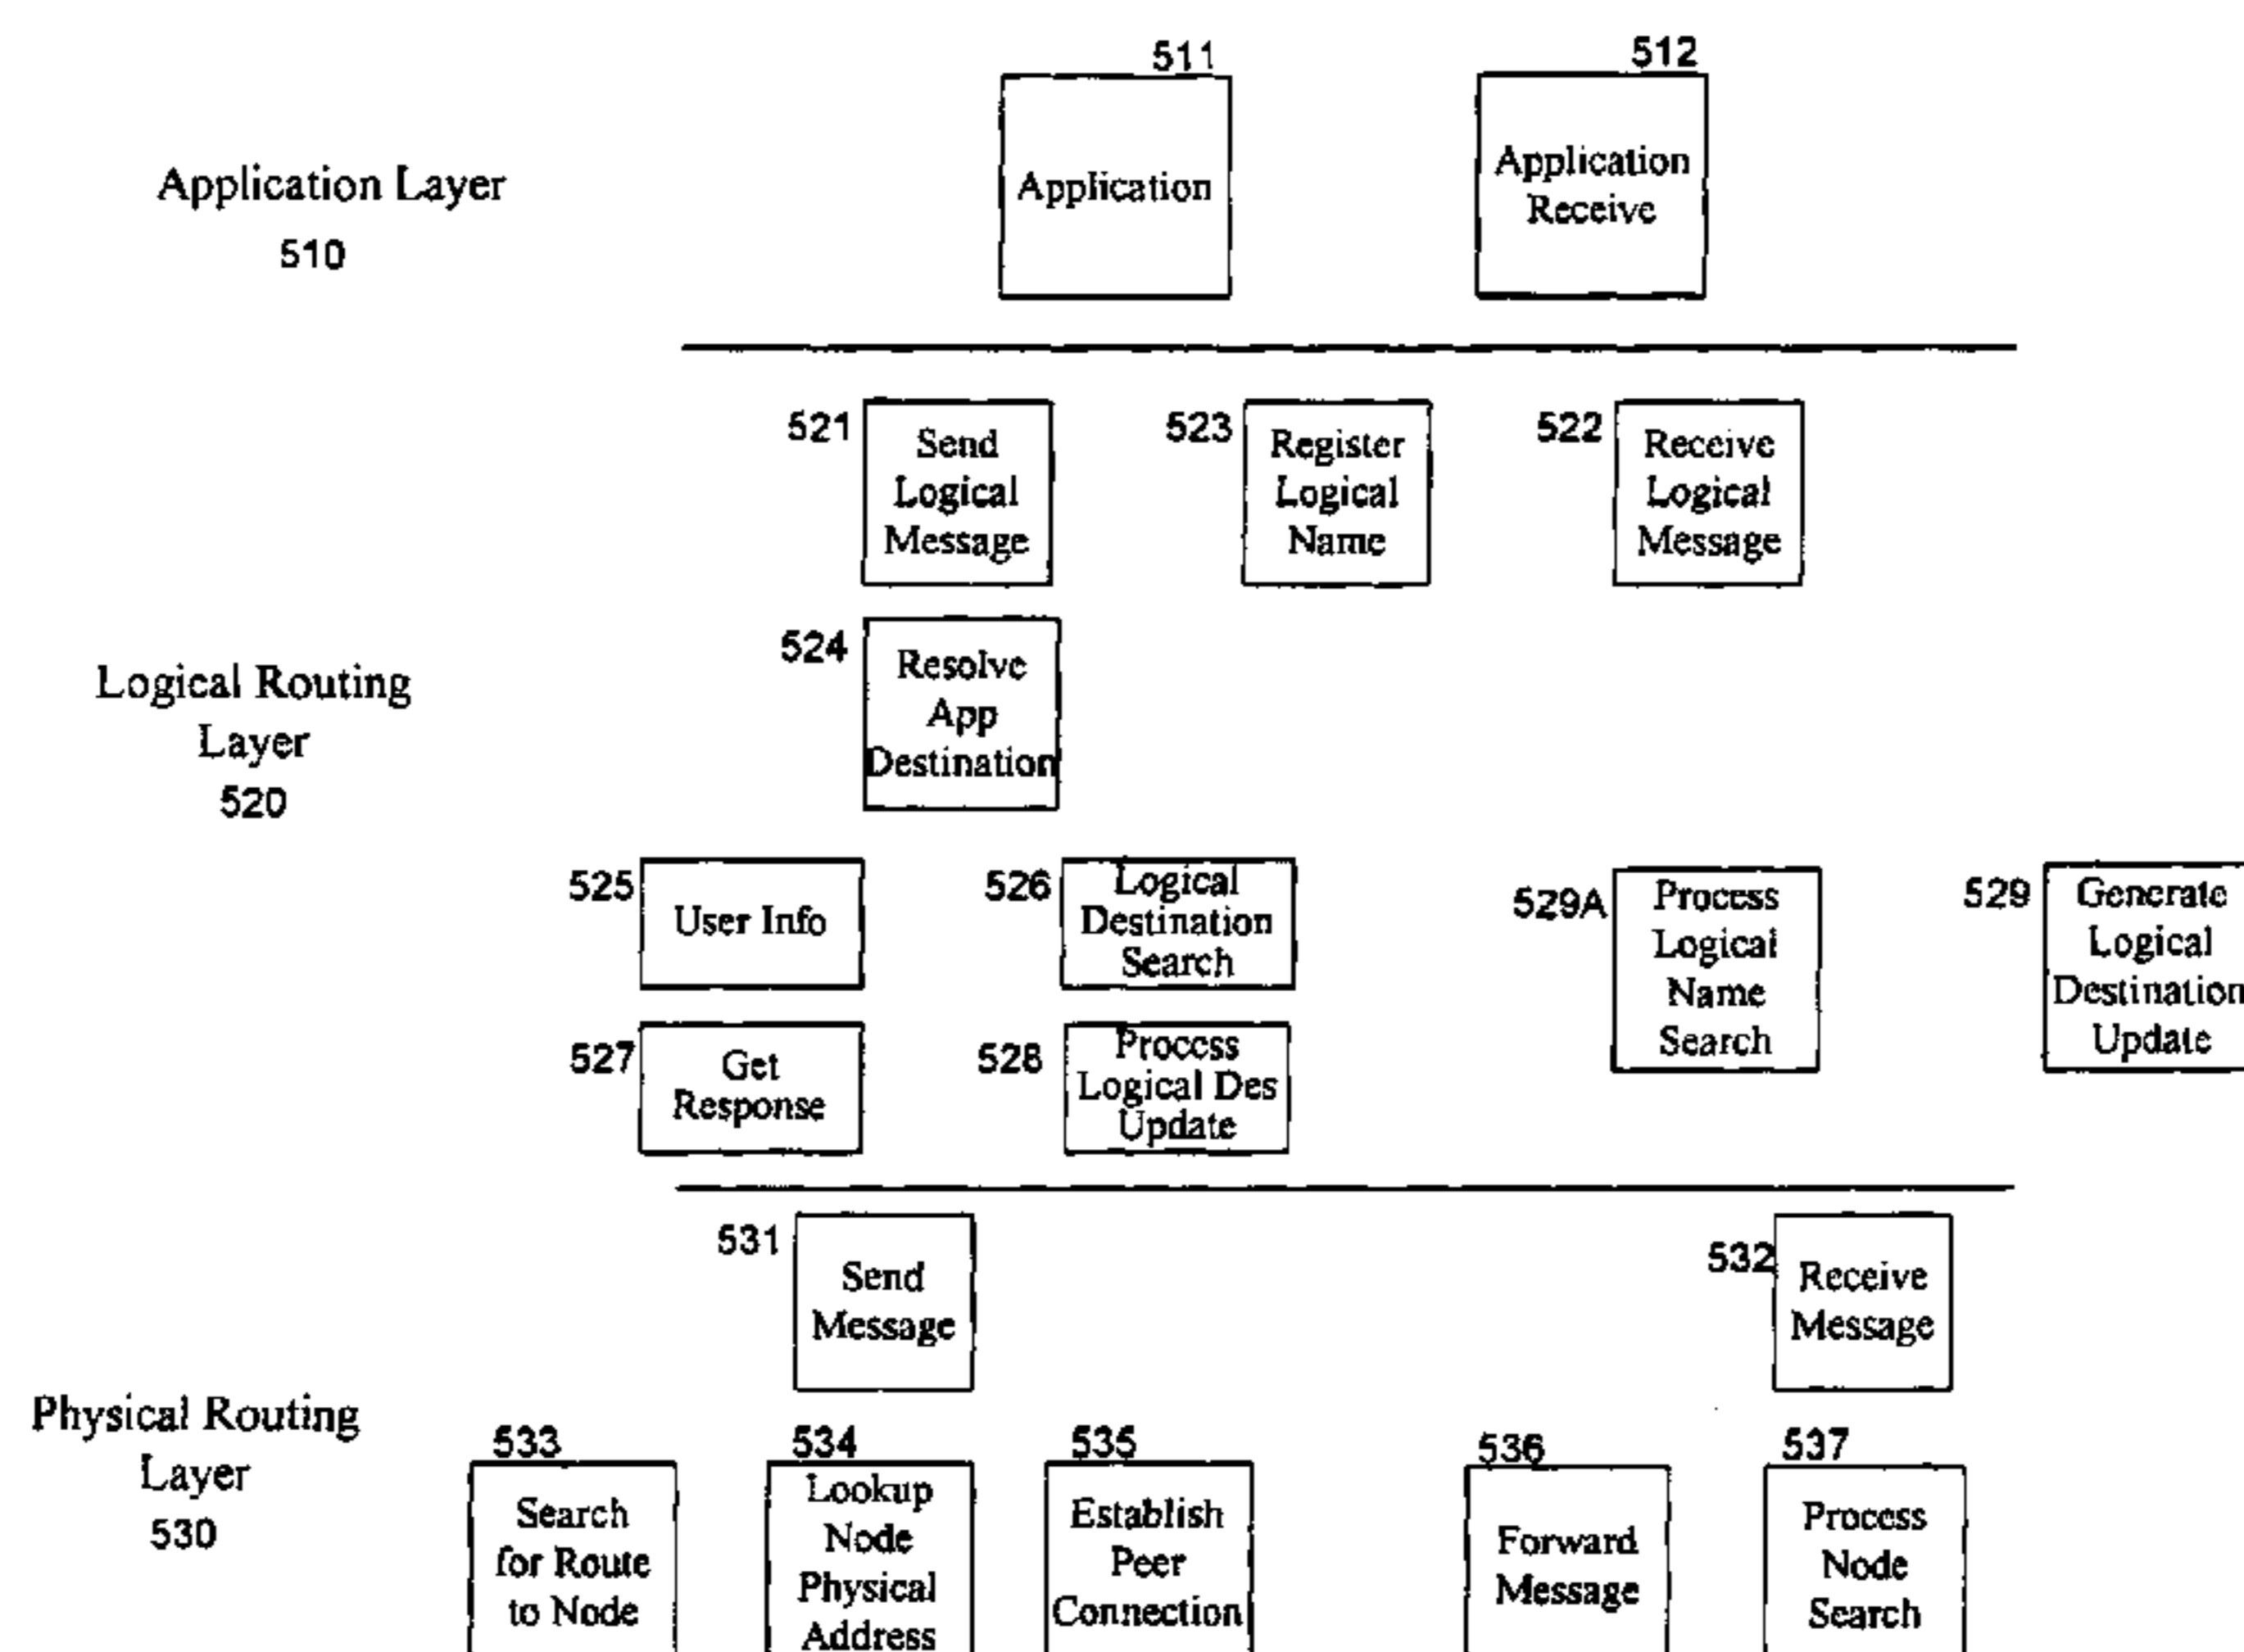 511
512
Application Layer
510
Application
Application
Receive
521
Send
Logical
Message
523
Register
Logical
Name
522
Receive
Logical
Message
Logical Routing
Layer
520
524
Resolve
App
Destination
525
User Info
526
Logical
Destination
Search
529A
Process
Logical
Name
Search
529
Generate
Logical
Destination
Update
527
Get
Response
528
Process
Logical Des
Update
531
Send
Message
532
Receive
Message
Physical Routing
Layer
530
533
Search
for Route
to Node
534
Lookup
Node
Physical
Address
535
Establish
Peer
Connection
536
Forward
Message
537
Process
Node
Search